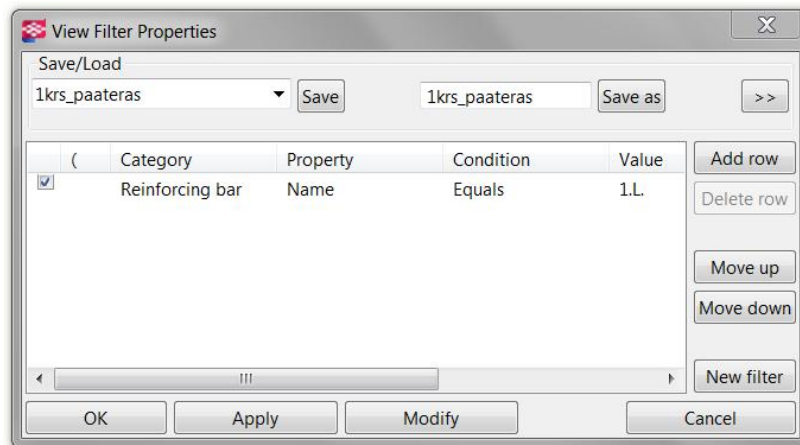 View Filter Properties
Save/Load
1krs_paateras Save 1krs_paateras Save as >>
( Category Property Condition Value Add row
Reinforcing bar Name Equals 1.L.
Delete row
Move up
Move down
New filter
OK Apply Modify Cancel